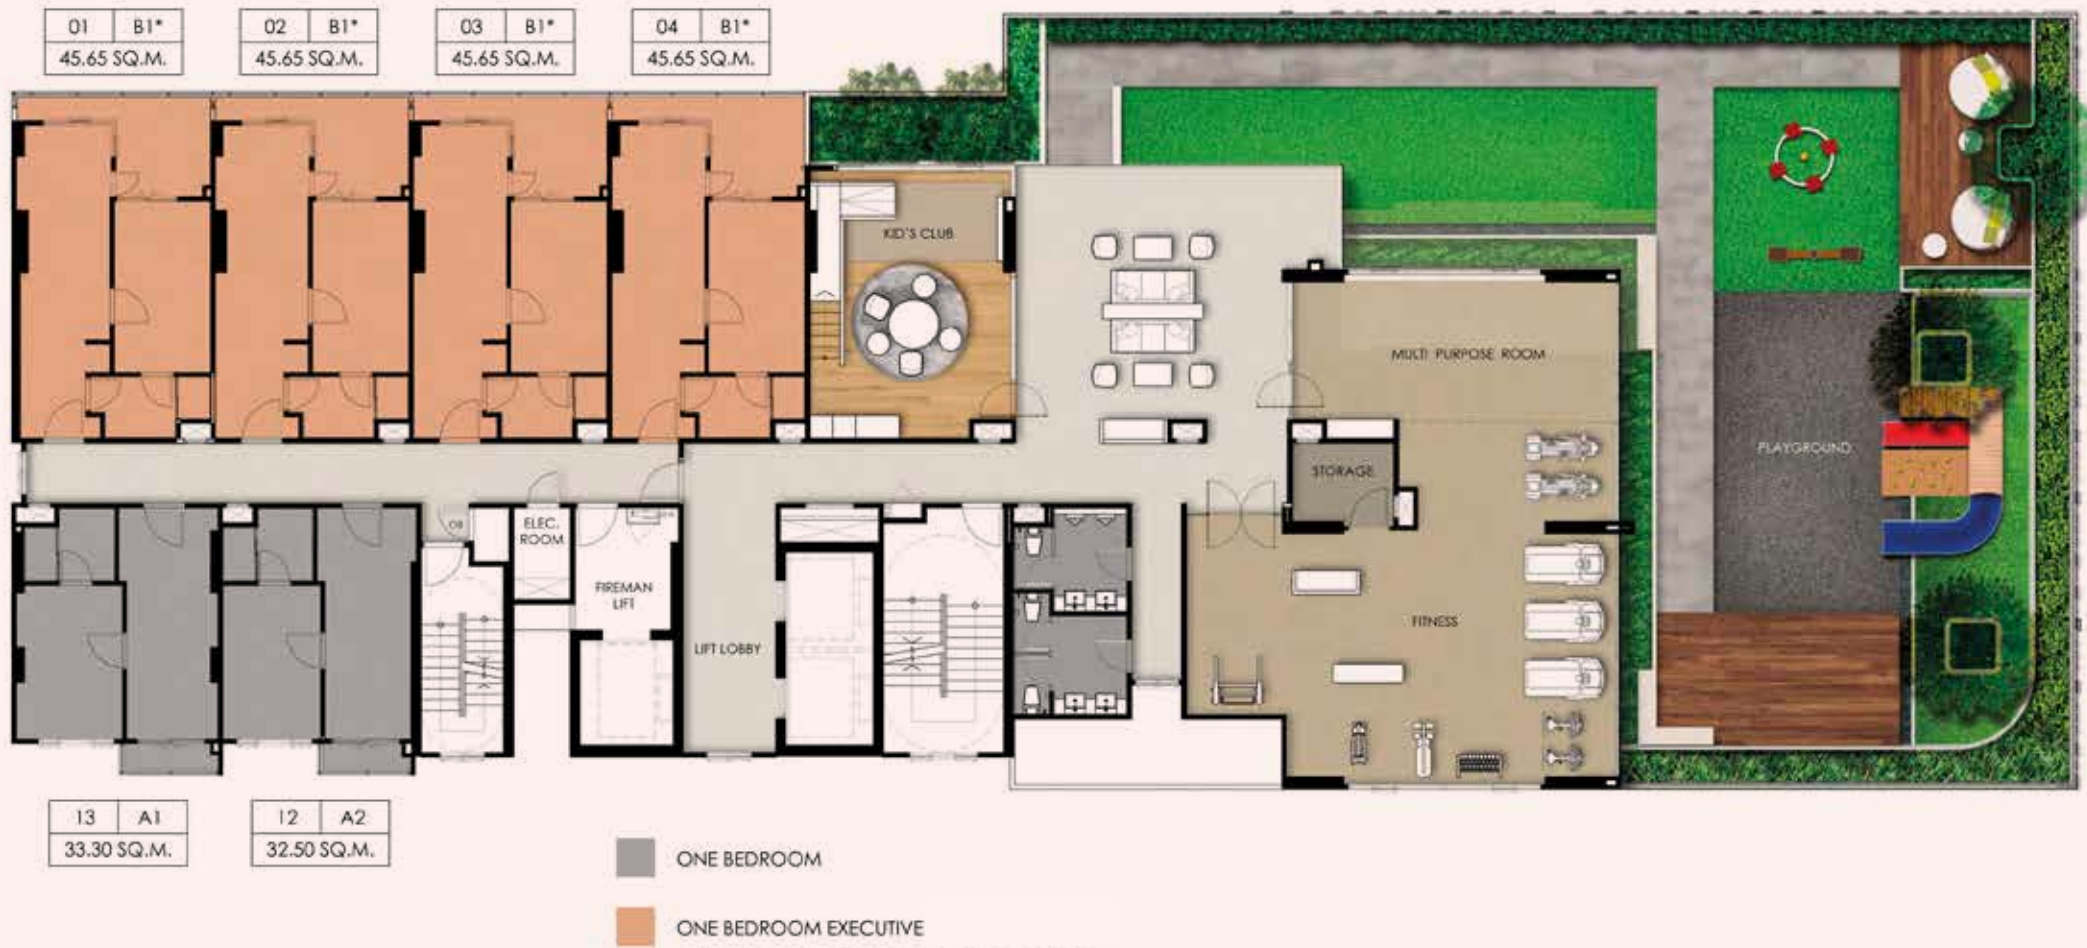 01 B1*
45.65 SQ.M.
02 B1*
45.65 SQ.M.
03 B1*
45.65 SQ.M.
04 B1*
45.65 SQ.M.
KID'S CLUB
MULTI PURPOSE ROOM
PLAYGROUND
STORAGE
ELEC.
ROOM
FIREMAN
LIFT
LIFT LOBBY
FITNESS
13 A1
33.30 SQ.M.
12 A2
32.50 SQ.M.
ONE BEDROOM
ONE BEDROOM EXECUTIVE